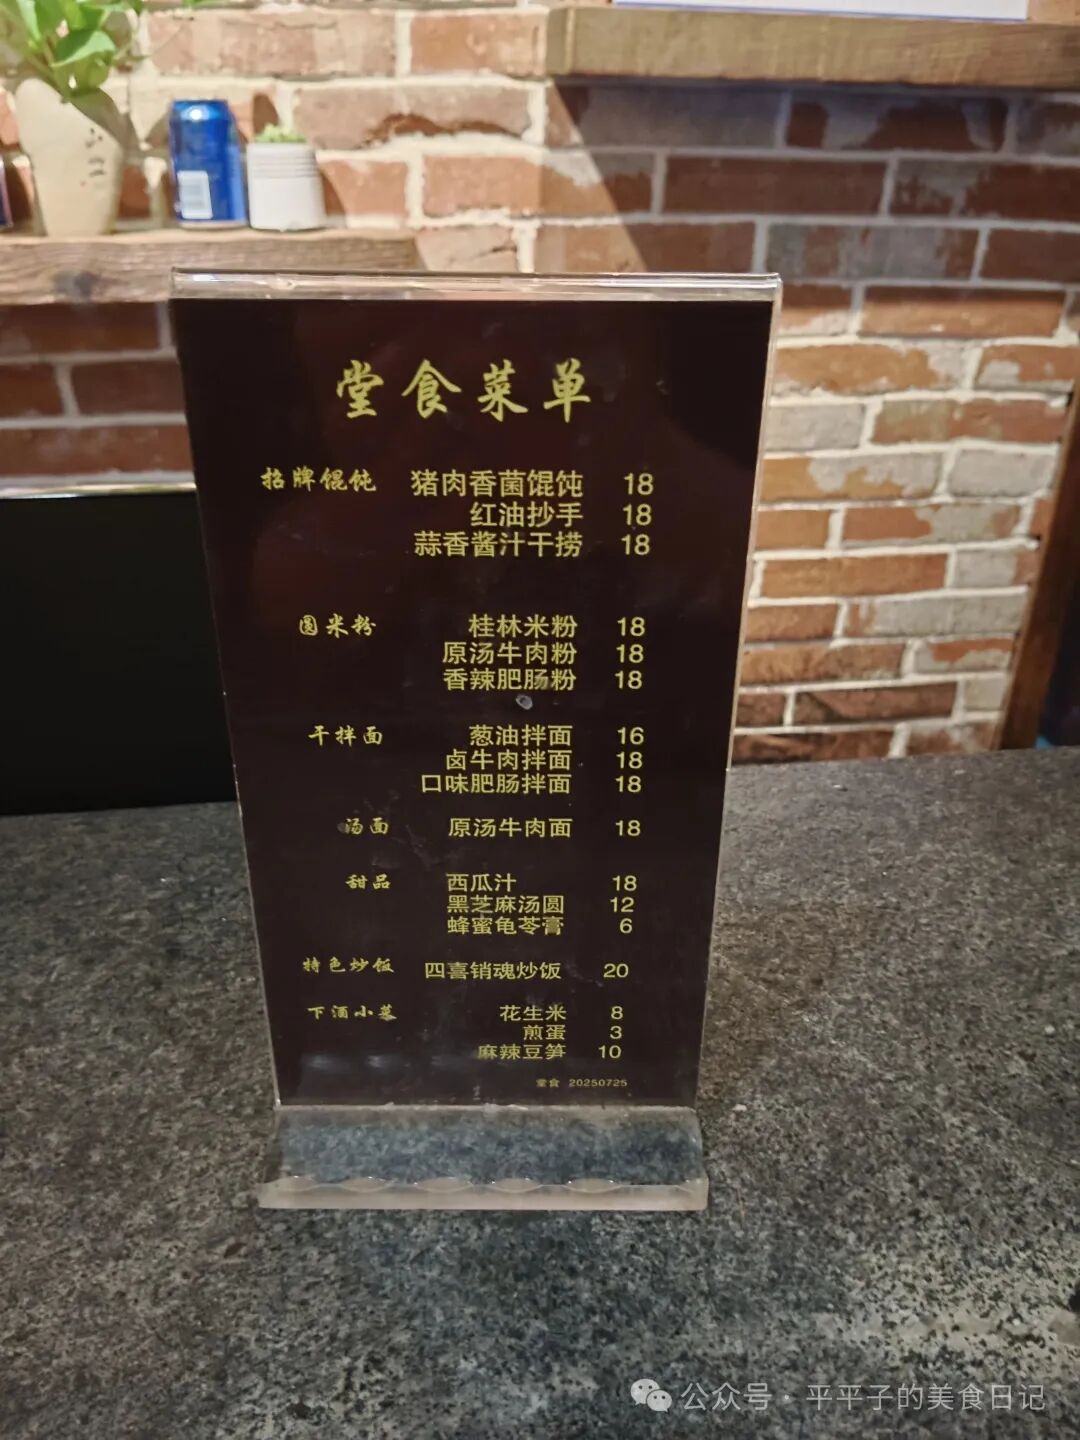 堂食菜单
招牌馄饨 猪肉香菌馄饨 18
红油抄手 18
蒜香酱汁干捞 18
圆米粉 桂林米粉 18
原汤牛肉粉 18
香辣肥肠粉 18
干拌面 葱油拌面 16
卤牛肉拌面 18
口味肥肠拌面 18
汤面 原汤牛肉面 18
甜品 西瓜汁 18
黑芝麻汤圆 12
蜂蜜龟苓膏 6
特色炒饭 四喜销魂炒饭 20
下酒小菜 花生米 8
煎蛋 3
麻辣豆笋 10
堂食 20250725
公众号·平平子的美食日记